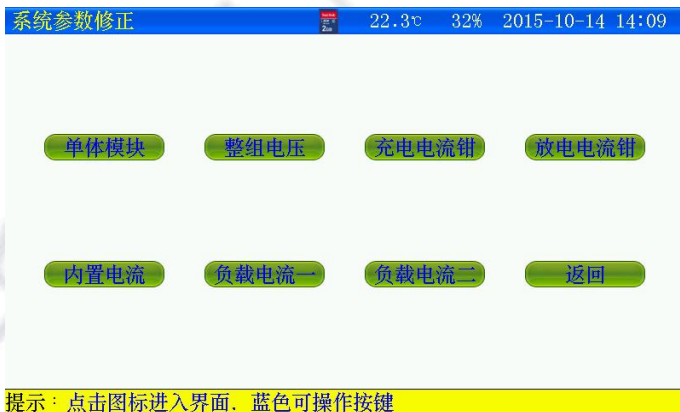 系统参数修正 22.3℃ 32% 2015-10-14 14:09
单体模块 整组电压 充电电流钳 放电电流钳
内置电流 负载电流一 负载电流二 返回
提示：点击图标进入界面．蓝色可操作按键